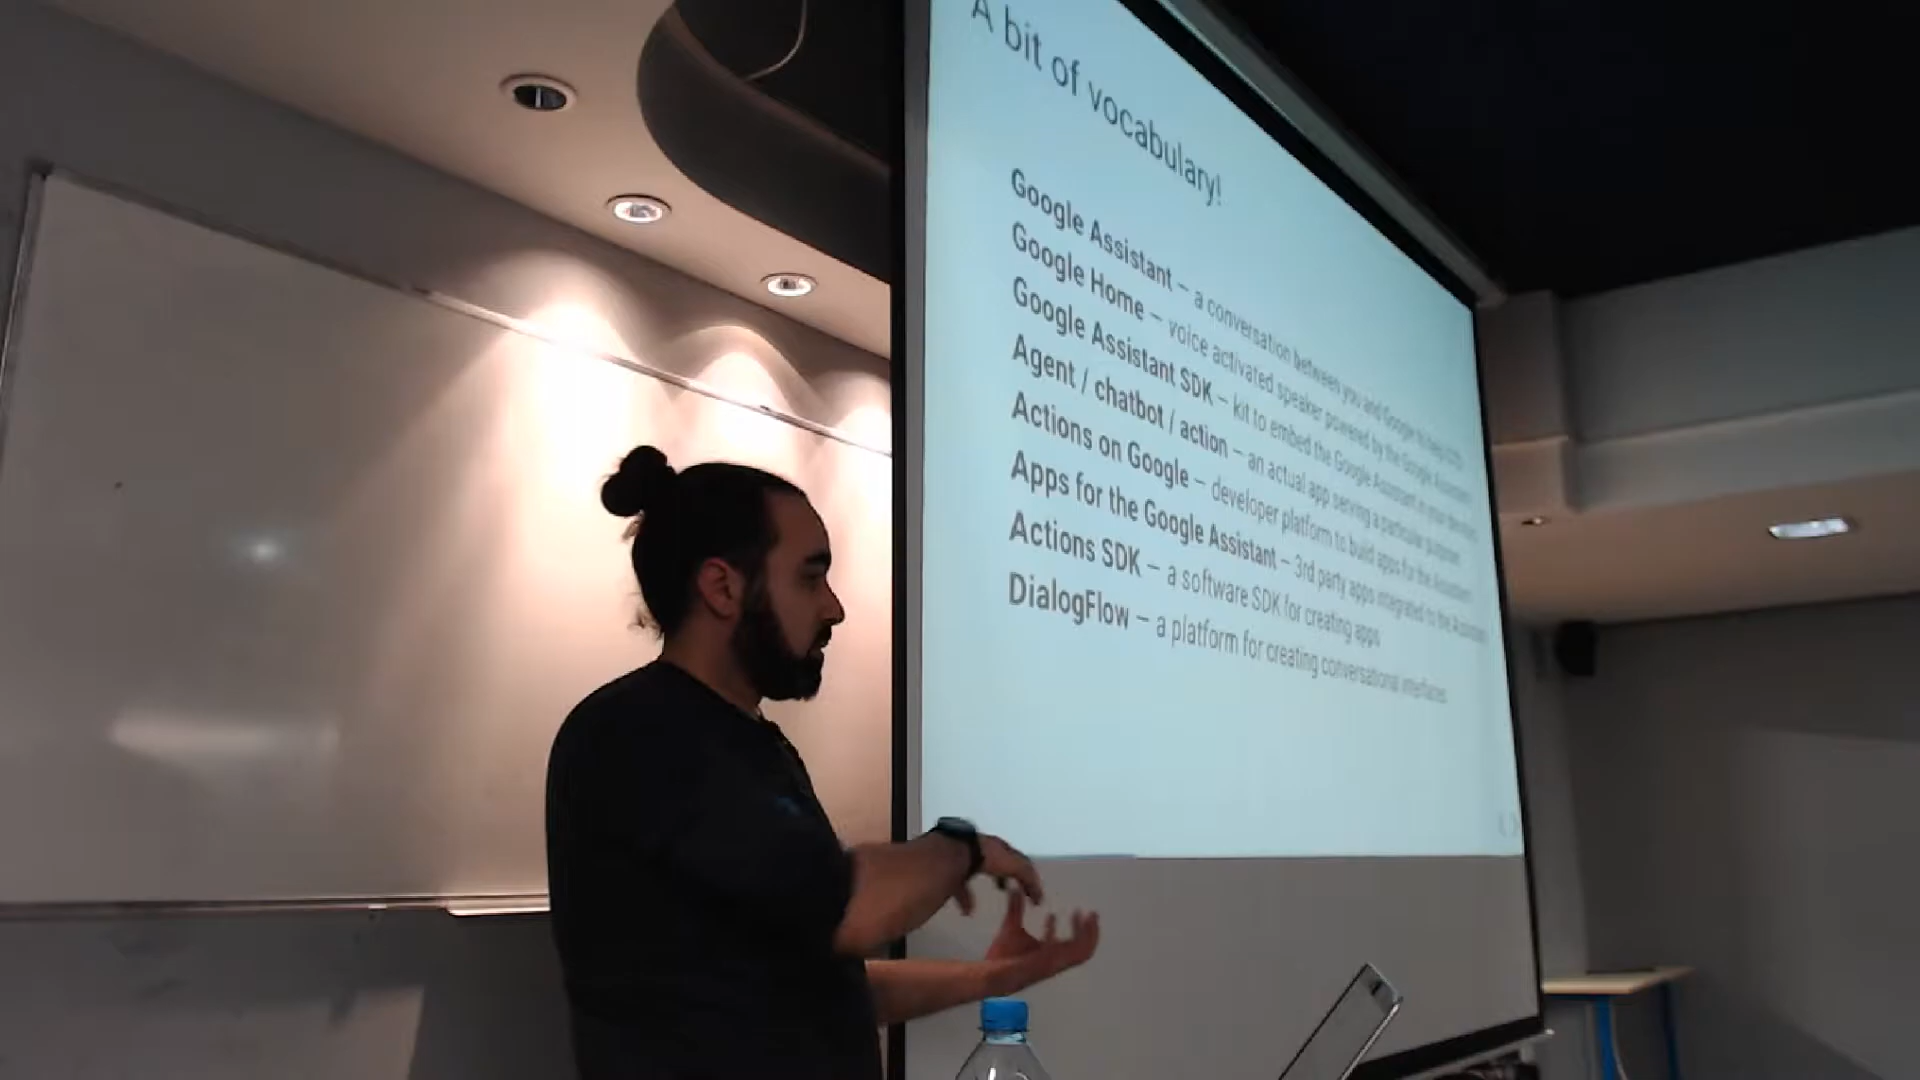 A bit of vocabulary!
Google Assistant – a conversation between you and Google
Google Home – voice activated speaker powered by the Google Assistant
Google Assistant SDK – kit to embed the Google Assistant in your
Agent / chatbot / action – an actual app serving a particular purpose
Actions on Google – developer platform to build apps for the Assistant
Apps for the Google Assistant – 3rd party apps integrated to the Assistant
Actions SDK – a software SDK for creating apps
DialogFlow – a platform for creating conversational interfaces